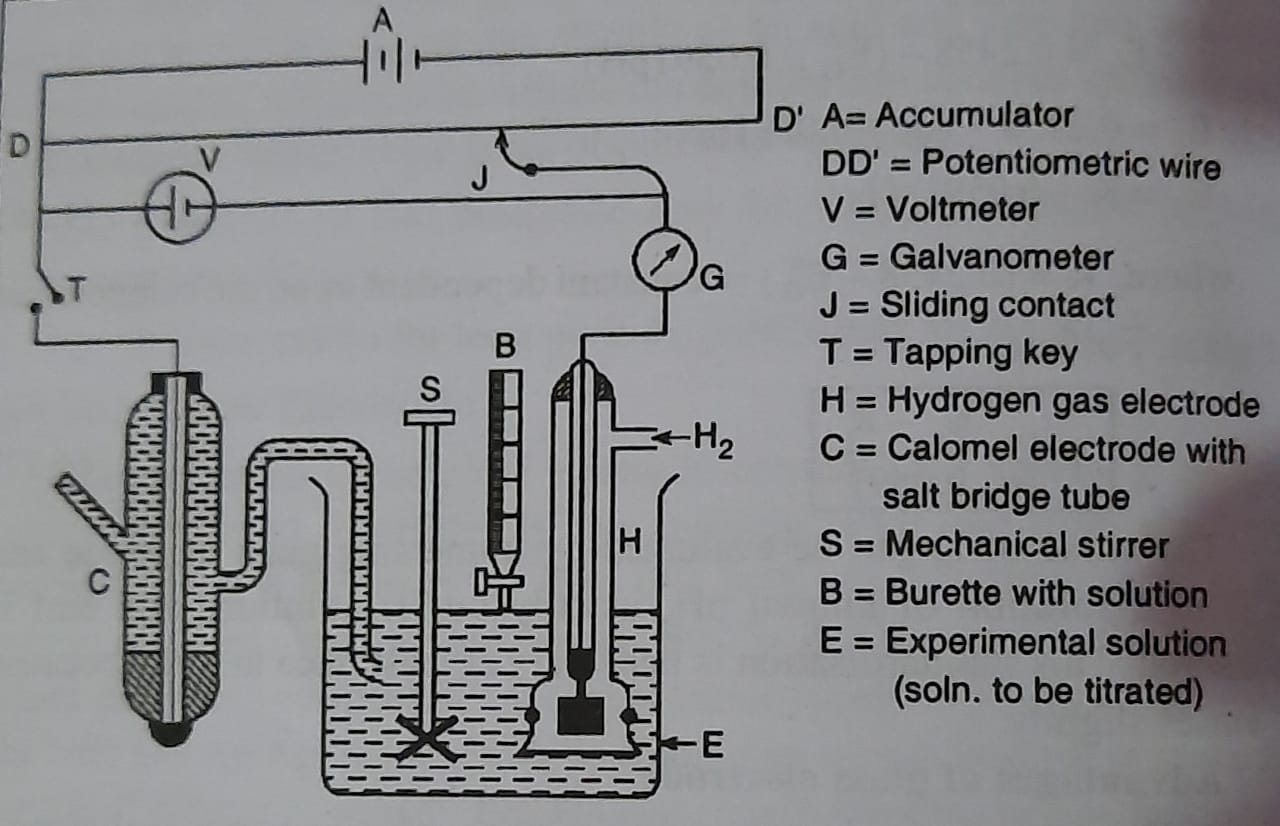 A
D
D'
V
J
T
G
B
S
H₂
H
C
E
A= Accumulator
DD' = Potentiometric wire
V = Voltmeter
G = Galvanometer
J = Sliding contact
T = Tapping key
H = Hydrogen gas electrode
C = Calomel electrode with
salt bridge tube
S = Mechanical stirrer
B = Burette with solution
E = Experimental solution
(soln. to be titrated)